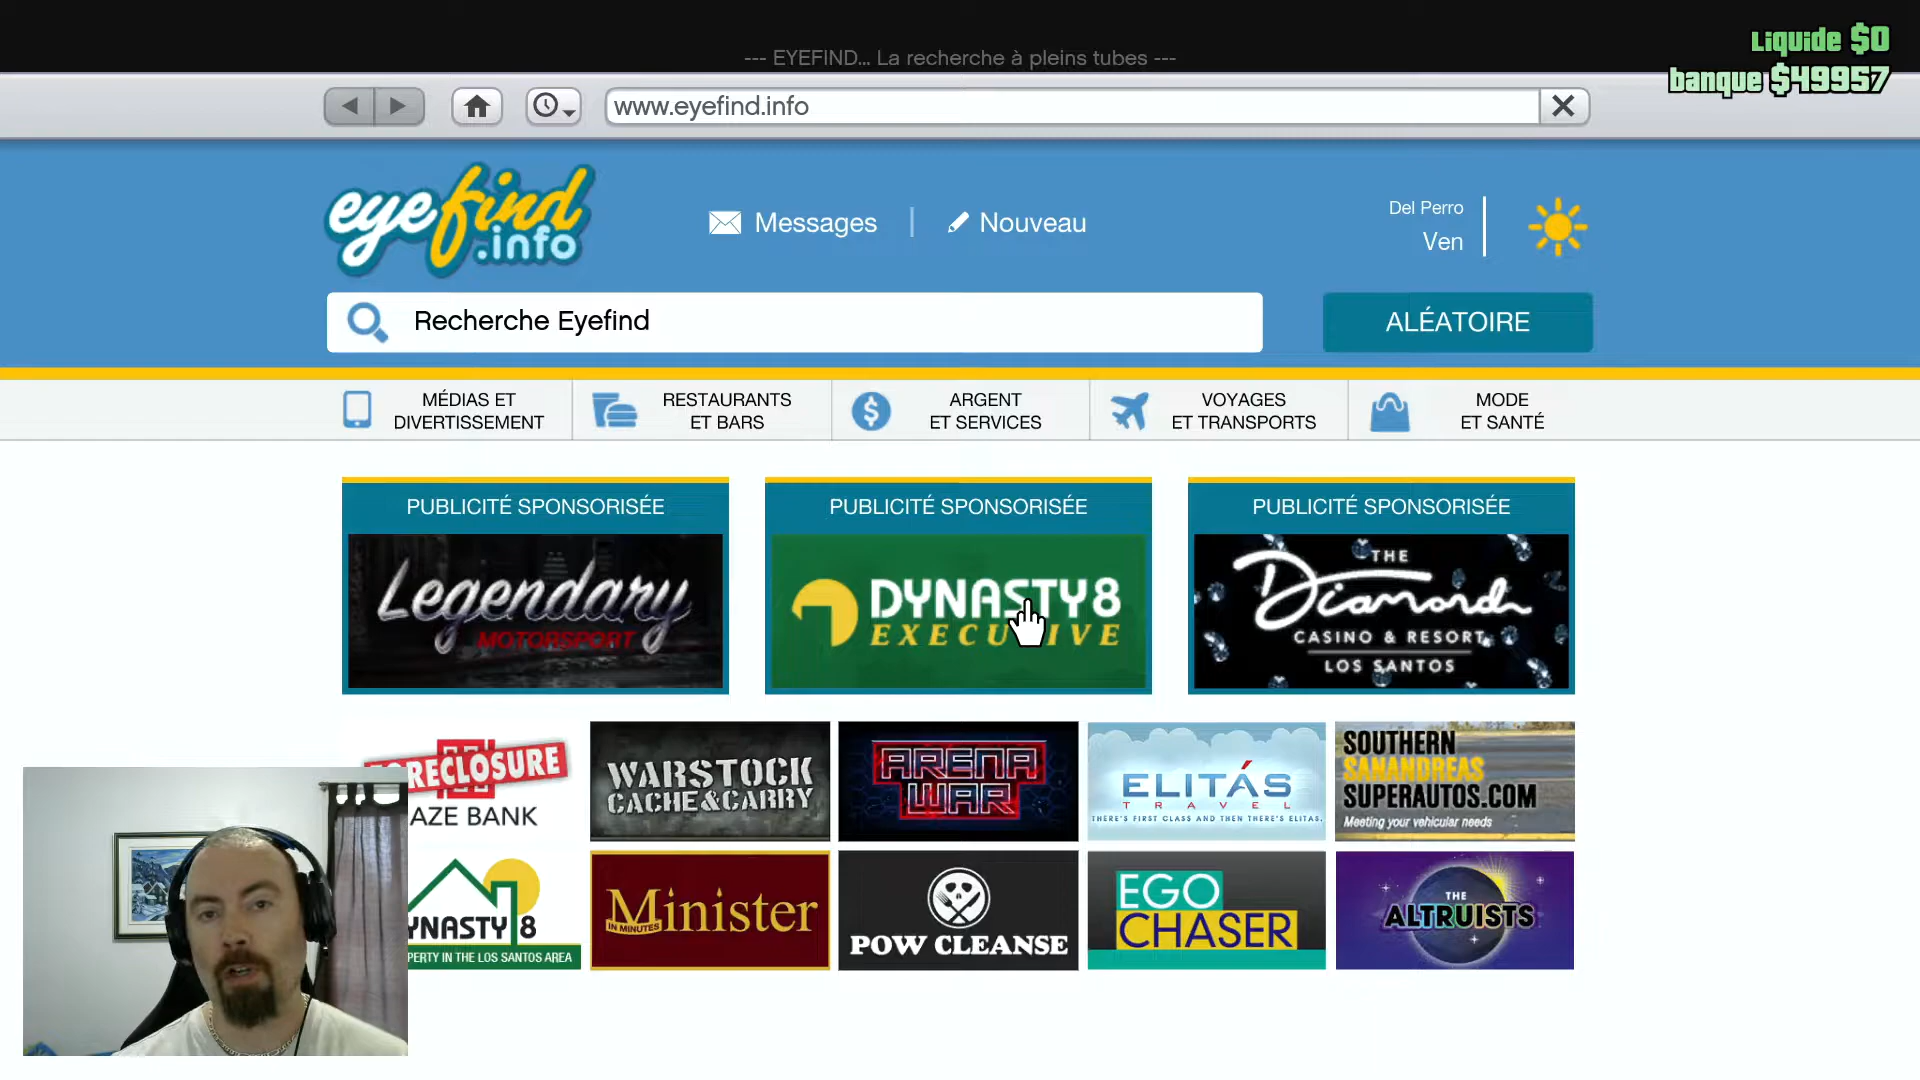 Liquide $0
banque $49957
--- EYEFIND... La recherche à pleins tubes ---
www.eyefind.info
eyefind
.info
Messages
Nouveau
Del Perro
Ven
Recherche Eyefind
ALÉATOIRE
MÉDIAS ET
DIVERTISSEMENT
RESTAURANTS
ET BARS
ARGENT
ET SERVICES
VOYAGES
ET TRANSPORTS
MODE
ET SANTÉ
PUBLICITÉ SPONSORISÉE
Legendary
MOTORSPORT
PUBLICITÉ SPONSORISÉE
DYNASTY 8
EXECUTIVE
PUBLICITÉ SPONSORISÉE
THE
Diamond
CASINO & RESORT
LOS SANTOS
FORECLOSURE
AZE BANK
WARSTOCK
CACHE&CARRY
ARENA
WAR
ELITÁS
TRAVEL
THERE'S FIRST CLASS AND THEN THERE'S ELITAS.
SOUTHERN
SANANDREAS
SUPERAUTOS.COM
Meeting your vehicular needs
YNASTY 8
PERTY IN THE LOS SANTOS AREA
Minister
IN MINUTES
POW CLEANSE
EGO
CHASER
THE
ALTRUISTS